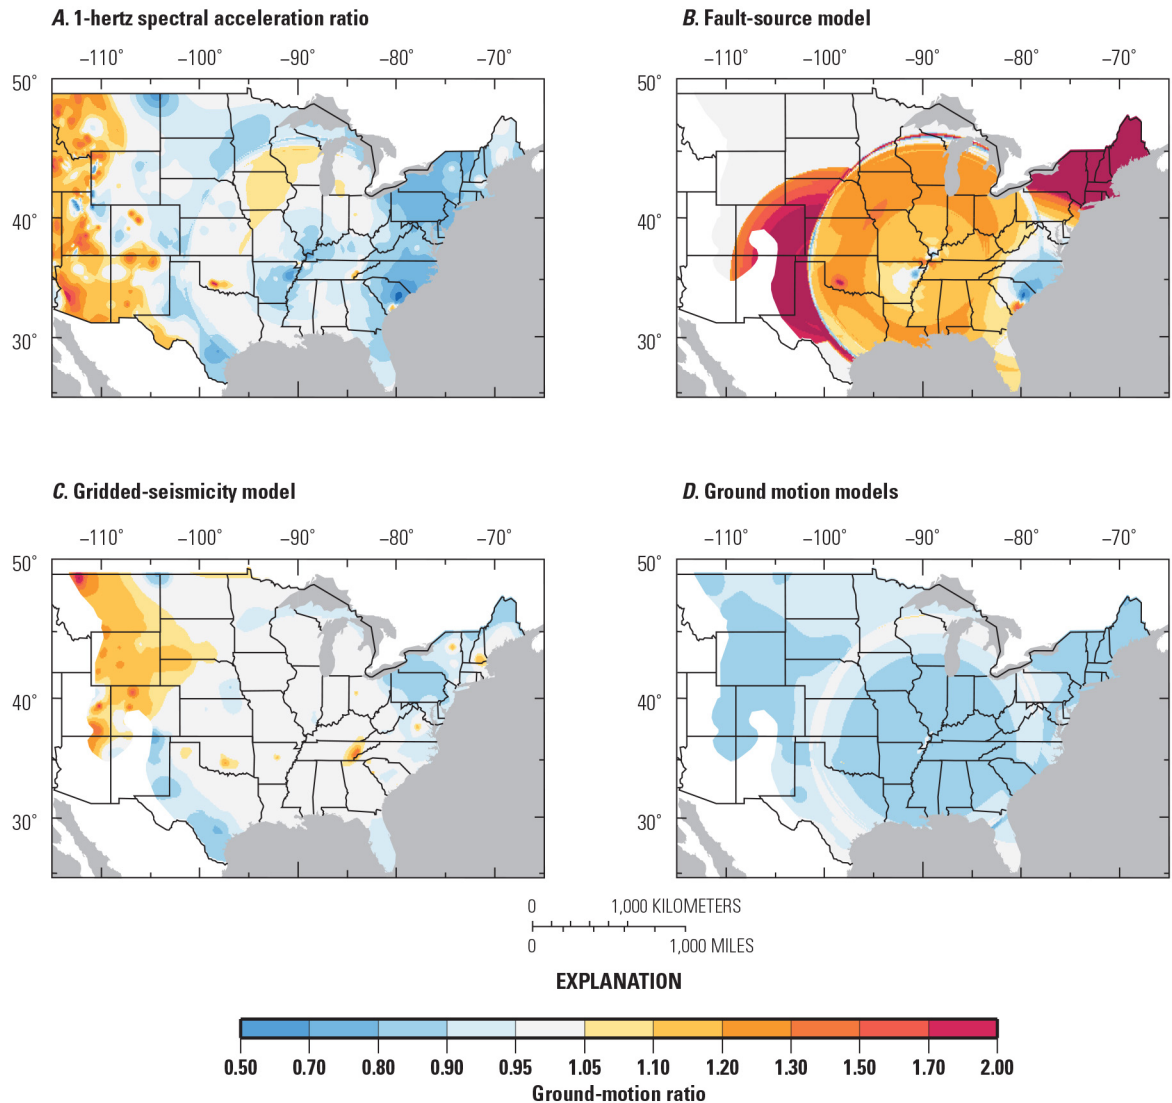 A. 1-hertz spectral acceleration ratio
B. Fault-source model
−110° −100° −90° −80° −70°
−110° −100° −90° −80° −70°
50°
50°
40°
40°
30°
30°
C. Gridded-seismicity model
D. Ground motion models
−110° −100° −90° −80° −70°
−110° −100° −90° −80° −70°
50°
50°
40°
40°
30°
30°
0 1,000 KILOMETERS
0 1,000 MILES
EXPLANATION
0.50 0.70 0.80 0.90 0.95 1.05 1.10 1.20 1.30 1.50 1.70 2.00
Ground-motion ratio